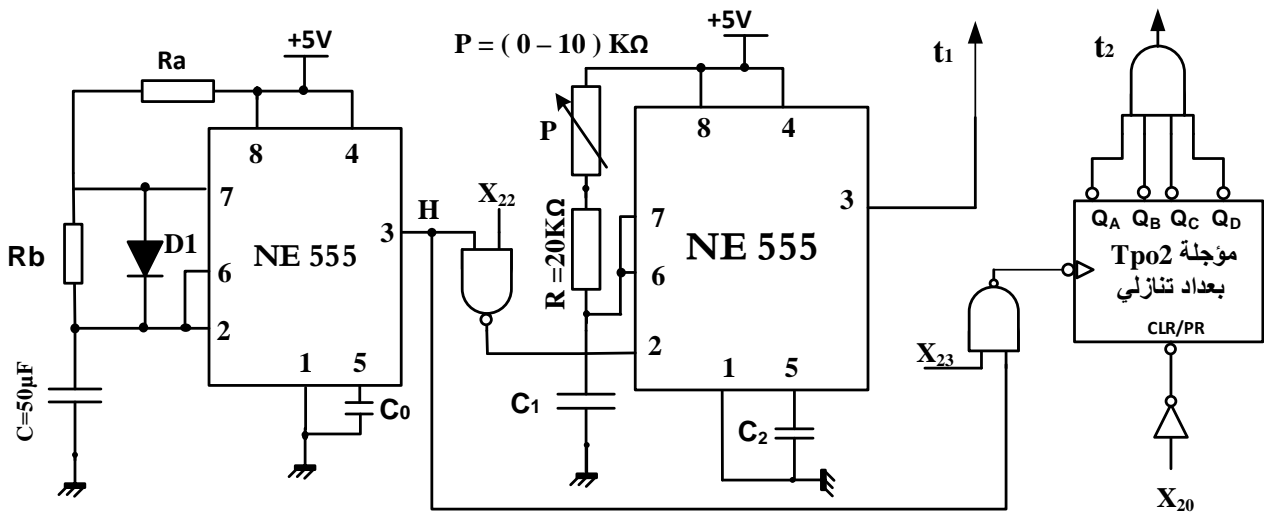 +5V
Ra
8
4
7
Rb
D1
6
2
NE 555
3
H
1
5
C0
C=50µF
X22
P = ( 0 – 10 ) KΩ
+5V
P
8
4
7
R =20KΩ
6
2
NE 555
3
1
5
C1
C2
t1
t2
QA QB QC QD
مؤجلة Tpo2
بعداد تنازلي
CLR/PR
X23
X20